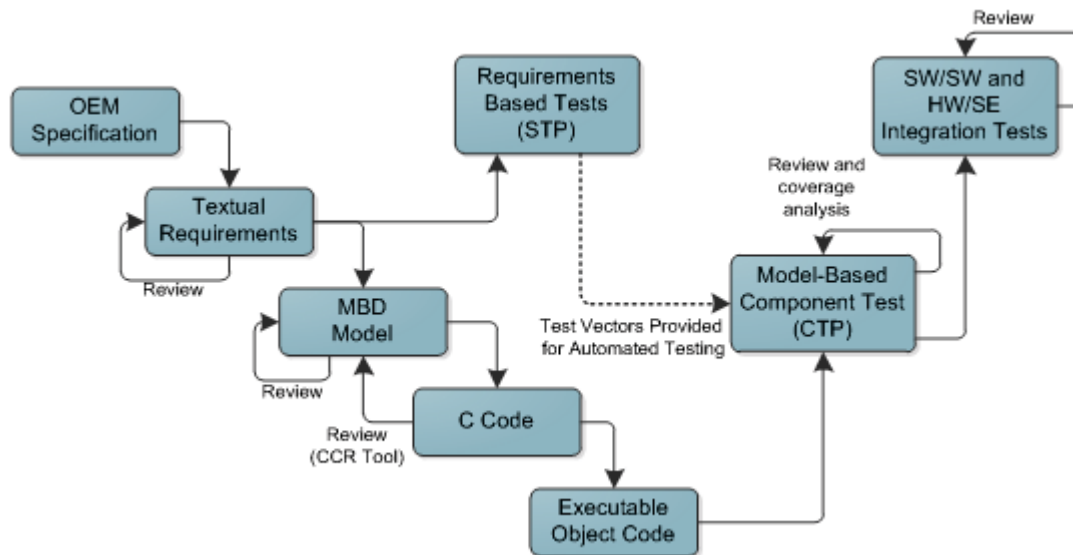 Review
Requirements
Based Tests
(STP)
SW/SW and
HW/SE
Integration Tests
OEM
Specification
Review and
coverage
analysis
Textual
Requirements
Review
Model-Based
Component Test
(CTP)
MBD
Model
Test Vectors Provided
for Automated Testing
Review
C Code
Review
(CCR Tool)
Executable
Object Code